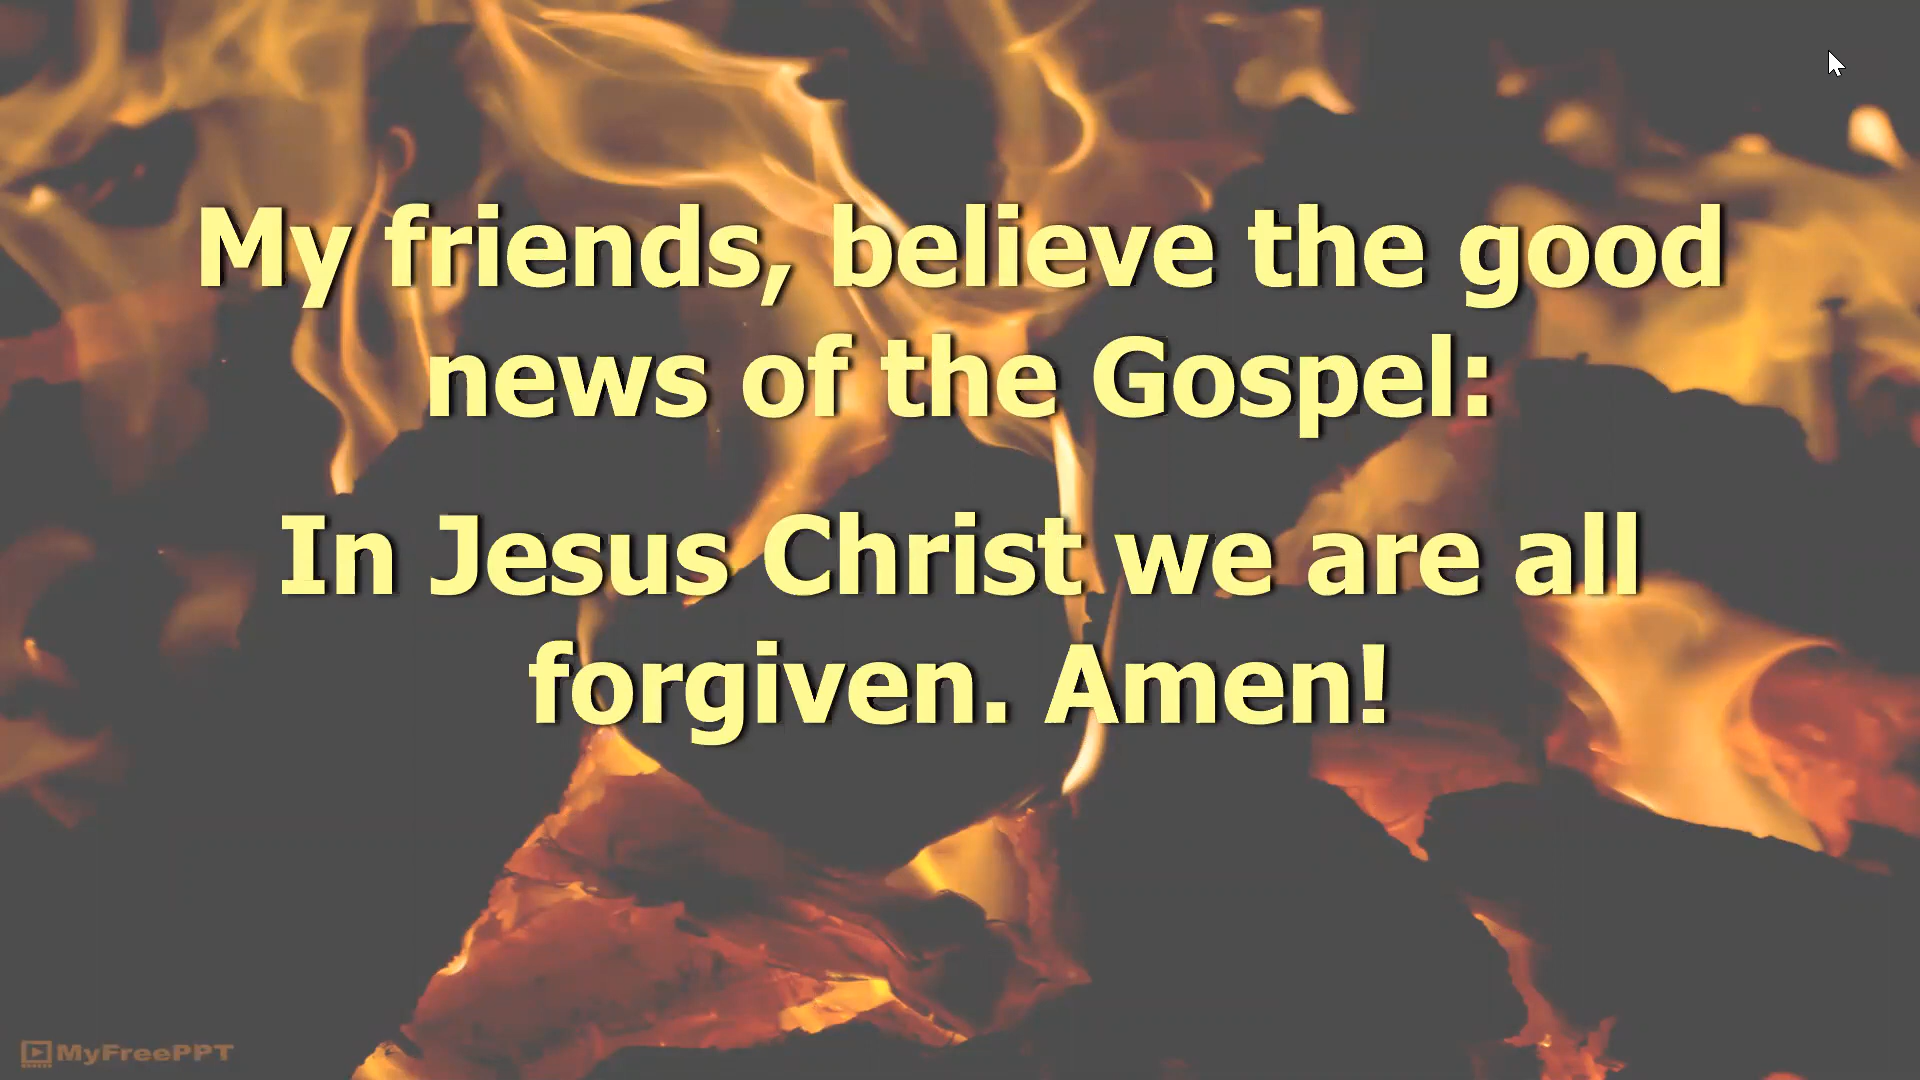 My friends, believe the good
news of the Gospel:
In Jesus Christ we are all
forgiven. Amen!
MyFreePPT